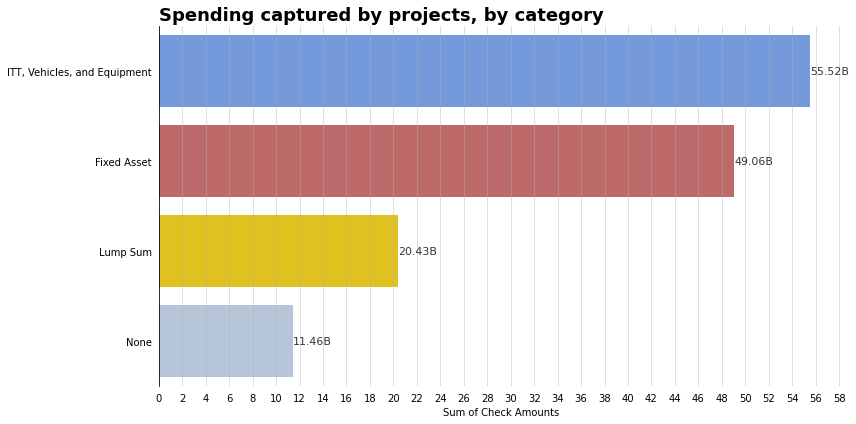 Spending captured by projects, by category
ITT, Vehicles, and Equipment
55.52B
Fixed Asset
49.06B
Lump Sum
20.43B
None
11.46B
0 2 4 6 8 10 12 14 16 18 20 22 24 26 28 30 32 34 36 38 40 42 44 46 48 50 52 54 56 58
Sum of Check Amounts